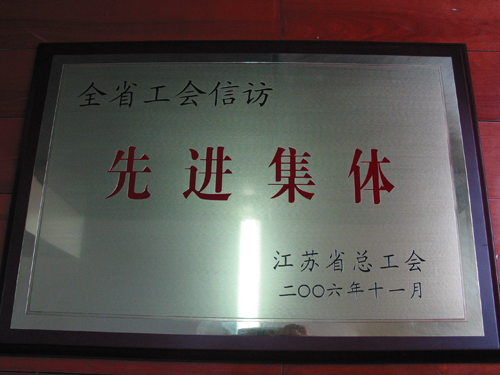 全省工会信访
先进集体
江苏省总工会
二〇〇六年十一月